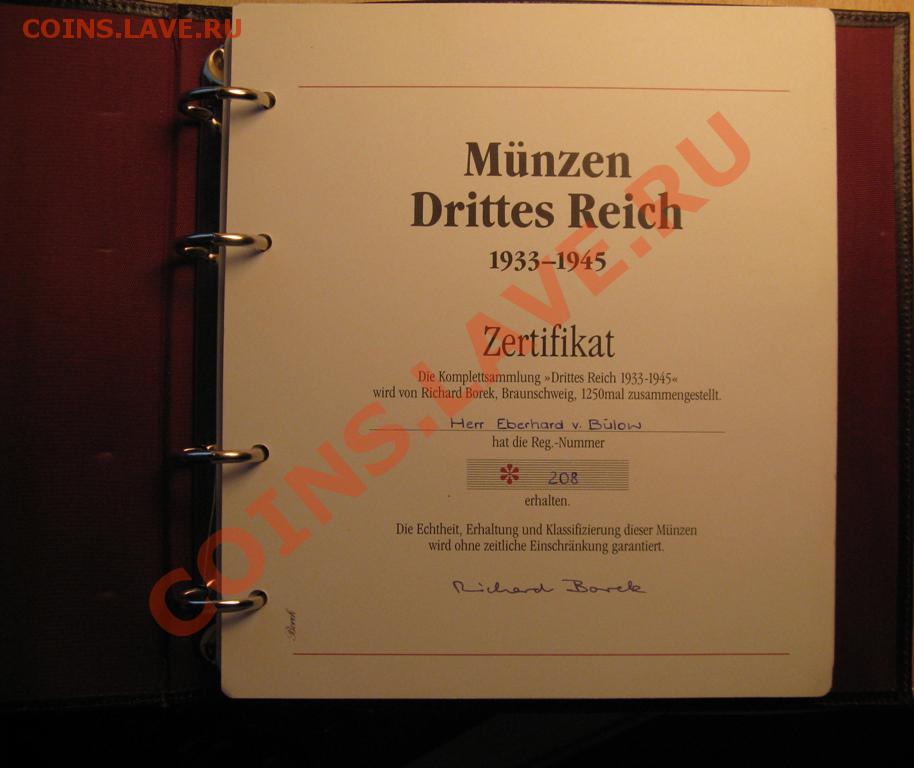 COINS.LAVE.RU
Münzen
Drittes Reich
1933–1945
Zertifikat
Die Komplettsammlung »Drittes Reich 1933-1945«
wird von Richard Borek, Braunschweig, 1250mal zusammengestellt.
Herr Eberhard v. Bülow
hat die Reg.-Nummer
208
erhalten.
Die Echtheit, Erhaltung und Klassifizierung dieser Münzen
wird ohne zeitliche Einschränkung garantiert.
Richard Borek
Borek
COINS.LAVE.RU